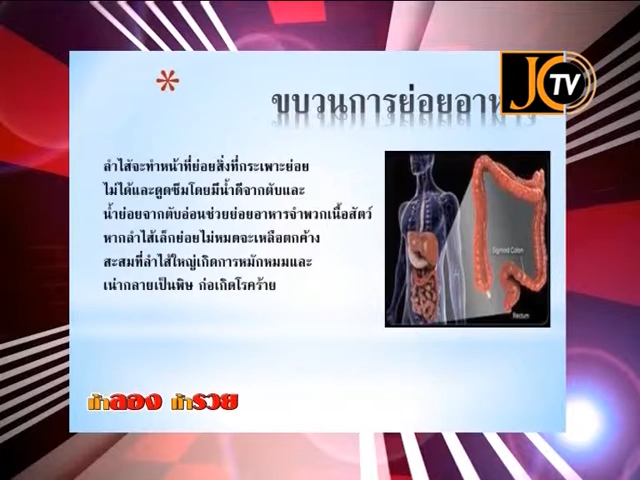 JC TV
* ขบวนการย่อยอาหาร
ลำไส้จะทำหน้าที่ย่อยสิ่งที่กระเพาะย่อย
ไม่ได้และดูดซึมโดยมีน้ำดีจากตับและ
น้ำย่อยจากตับอ่อนช่วยย่อยอาหารจำพวกเนื้อสัตว์
หากลำไส้เล็กย่อยไม่หมดจะเหลือตกค้าง
สะสมที่ลำไส้ใหญ่เกิดการหมักหมมและ
เน่ากลายเป็นพิษ ก่อเกิดโรคร้าย
Sigmoid Colon
Rectum
กล้าลอง กล้ารวย